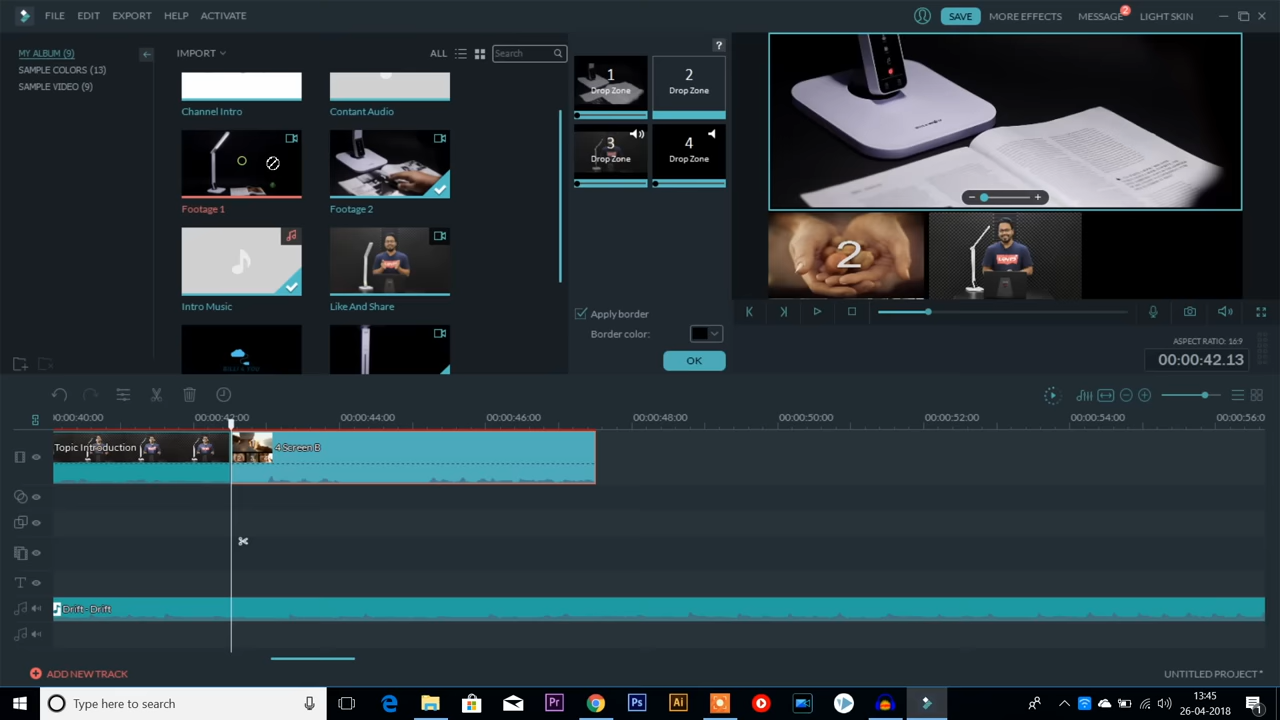 FILE EDIT EXPORT HELP ACTIVATE SAVE MORE EFFECTS MESSAGE 2 LIGHT SKIN
MY ALBUM (9)
SAMPLE COLORS (13)
SAMPLE VIDEO (9)
IMPORT ALL Search
Channel Intro Contant Audio
Footage 1 Footage 2
Intro Music Like And Share
?
1 Drop Zone
2 Drop Zone
3 Drop Zone
4 Drop Zone
Apply border
Border color:
OK
2
ASPECT RATIO: 16:9
00:00:42.13
00:00:40:00 00:00:42:00 00:00:44:00 00:00:46:00 00:00:48:00 00:00:50:00 00:00:52:00 00:00:54:00 00:00:56:0
Topic Introduction 4 Screen B
T
Drift - Drift
ADD NEW TRACK UNTITLED PROJECT *
Type here to search
Pr Ps Ai
13:45
26-04-2018
1